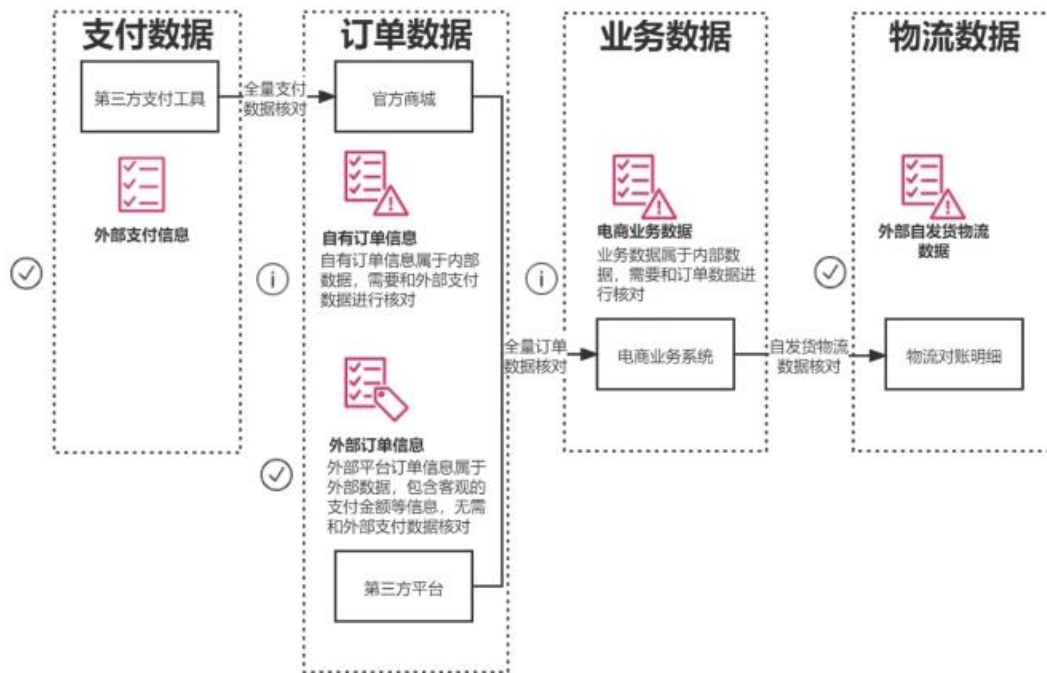 支付数据
订单数据
业务数据
物流数据
第三方支付工具
全量支付
数据核对
官方商城
外部支付信息
自有订单信息
自有订单信息属于内部
数据，需要和外部支付
数据进行核对
电商业务数据
业务数据属于内部数
据，需要和订单数据进
行核对
外部自发货物流
数据
全量订单
数据核对
电商业务系统
自发货物流
数据核对
物流对账明细
外部订单信息
外部平台订单信息属于
外部数据，包含客观的
支付金额等信息，无需
和外部支付数据核对
第三方平台